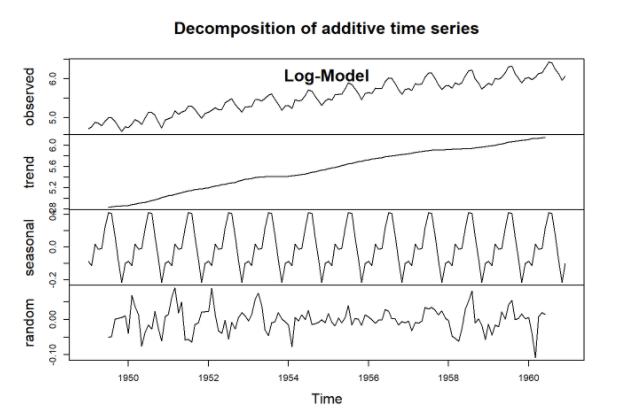 Decomposition of additive time series
Log-Model
observed
6.0
5.0
trend
6.0
5.6
5.2
seasonal
0.0
-0.2
random
0.00
-0.10
1950 1952 1954 1956 1958 1960
Time